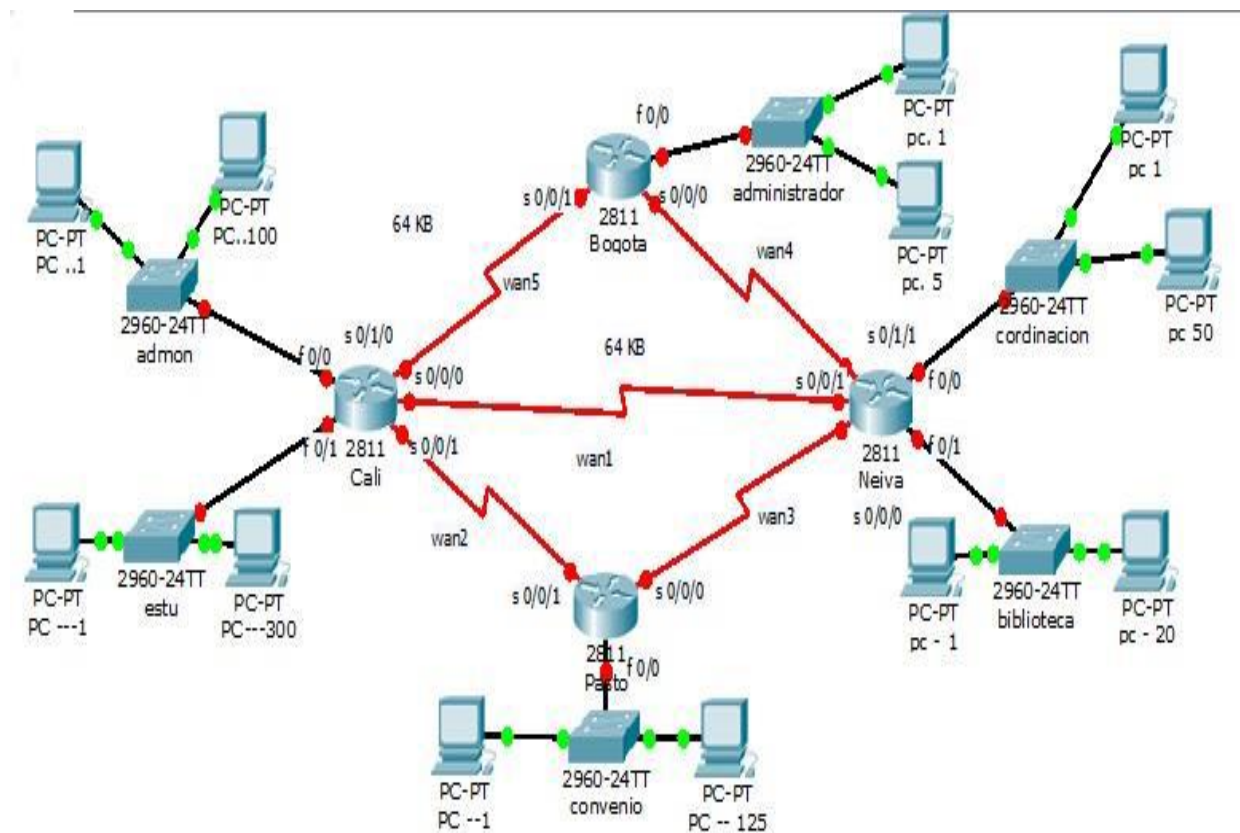 PC-PT
PC ..1
PC-PT
PC..100
2960-24TT
admon
f 0/0
2960-24TT
administrador
PC-PT
pc. 1
PC-PT
pc. 5
s 0/0/1
s 0/0/0
2811
Bogota
64 KB
wan5
wan4
PC-PT
pc 1
2960-24TT
cordinacion
PC-PT
pc 50
s 0/1/0
f 0/0
s 0/0/0
2811
Cali
f 0/1
s 0/0/1
64 KB
wan1
s 0/1/1
s 0/0/1
f 0/0
2811
Neiva
f 0/1
s 0/0/0
wan2
wan3
PC-PT
PC ---1
2960-24TT
estu
PC-PT
PC---300
PC-PT
pc - 1
2960-24TT
biblioteca
PC-PT
pc - 20
s 0/0/1
s 0/0/0
2811
Pasto
f 0/0
PC-PT
PC --1
2960-24TT
convenio
PC-PT
PC -- 125